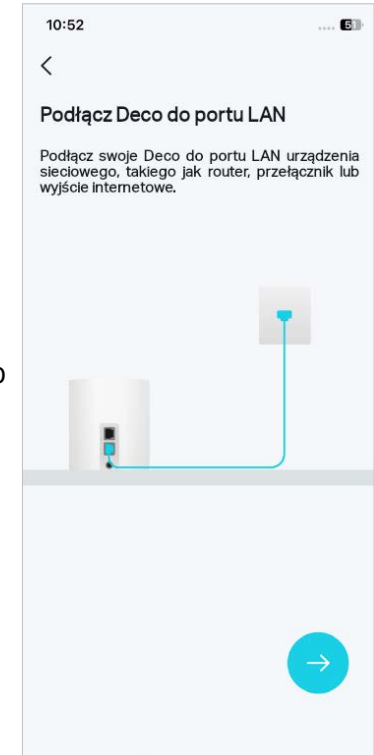 10:52
51
Podłącz Deco do portu LAN
Podłącz swoje Deco do portu LAN urządzenia
sieciowego, takiego jak router, przełącznik lub
wyjście internetowe.
o